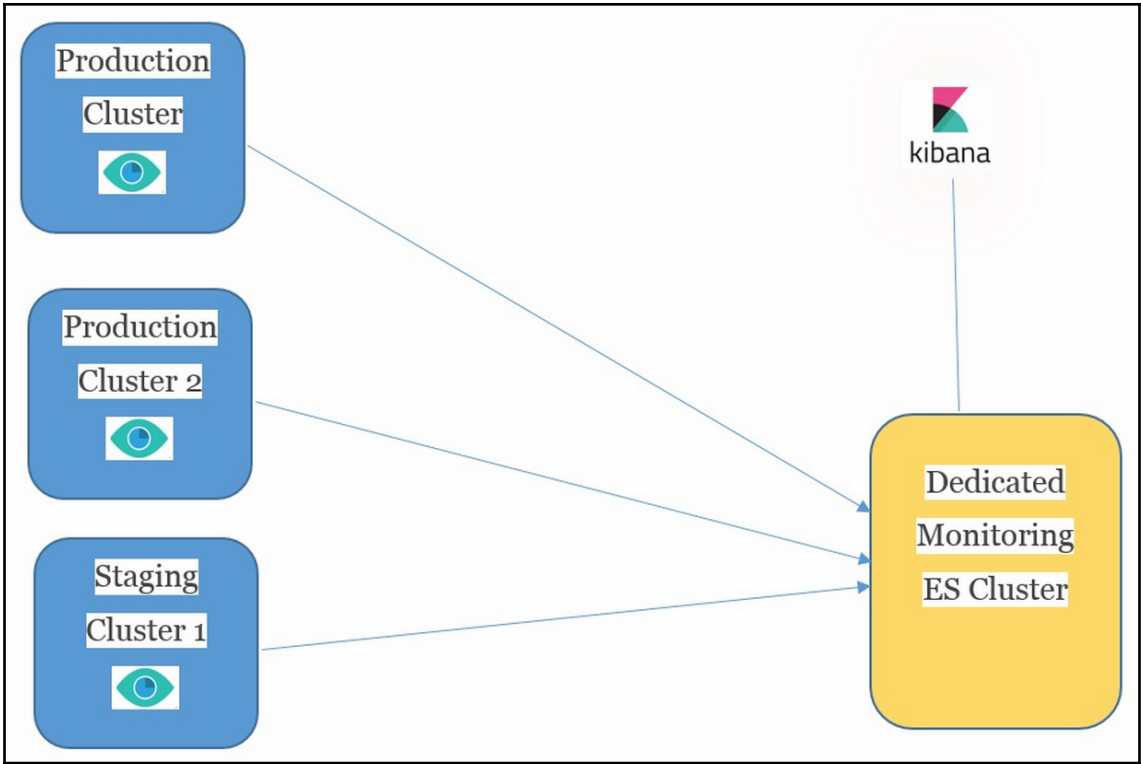 Production
Cluster
Production
Cluster 2
Staging
Cluster 1
kibana
Dedicated
Monitoring
ES Cluster